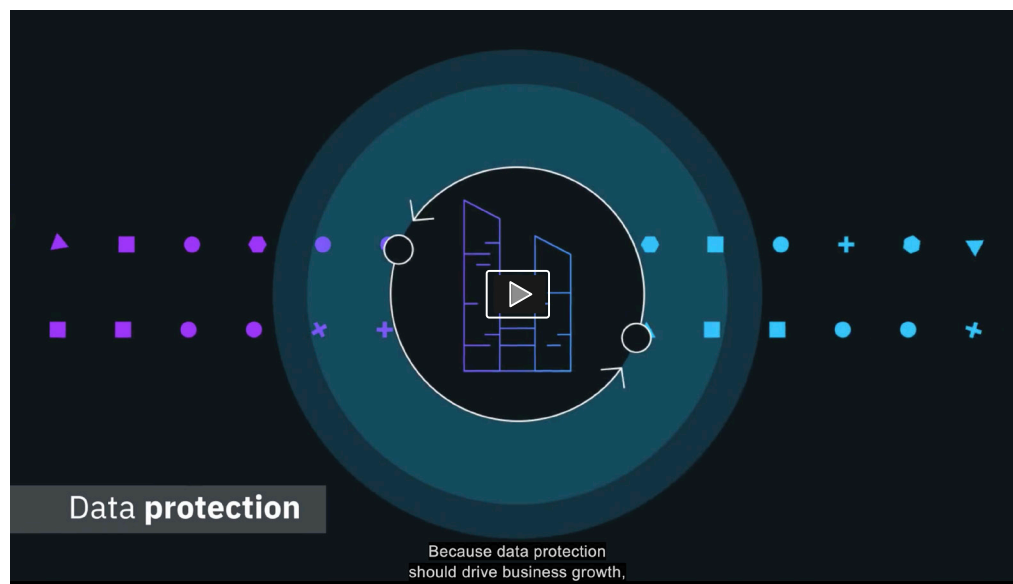 Data protection
Because data protection
should drive business growth,